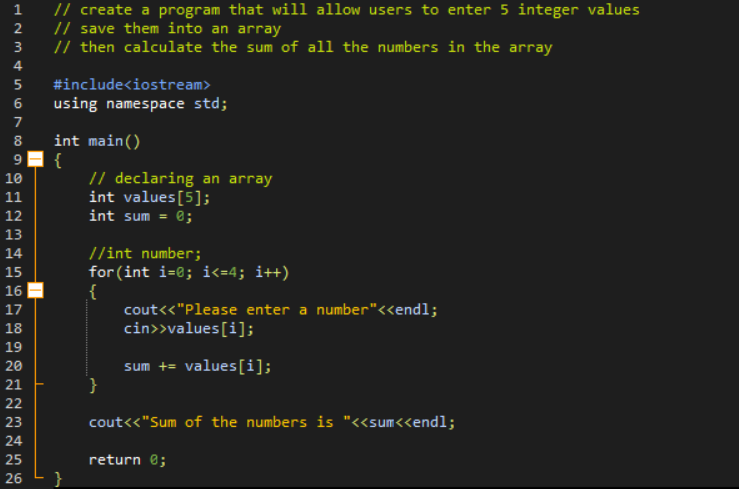 1 // create a program that will allow users to enter 5 integer values
2 // save them into an array
3 // then calculate the sum of all the numbers in the array
4
5 #include<iostream>
6 using namespace std;
7
8 int main()
9 {
10     // declaring an array
11     int values[5];
12     int sum = 0;
13
14     //int number;
15     for(int i=0; i<=4; i++)
16     {
17         cout<<"Please enter a number"<<endl;
18         cin>>values[i];
19
20         sum += values[i];
21     }
22
23     cout<<"Sum of the numbers is "<<sum<<endl;
24
25     return 0;
26 }